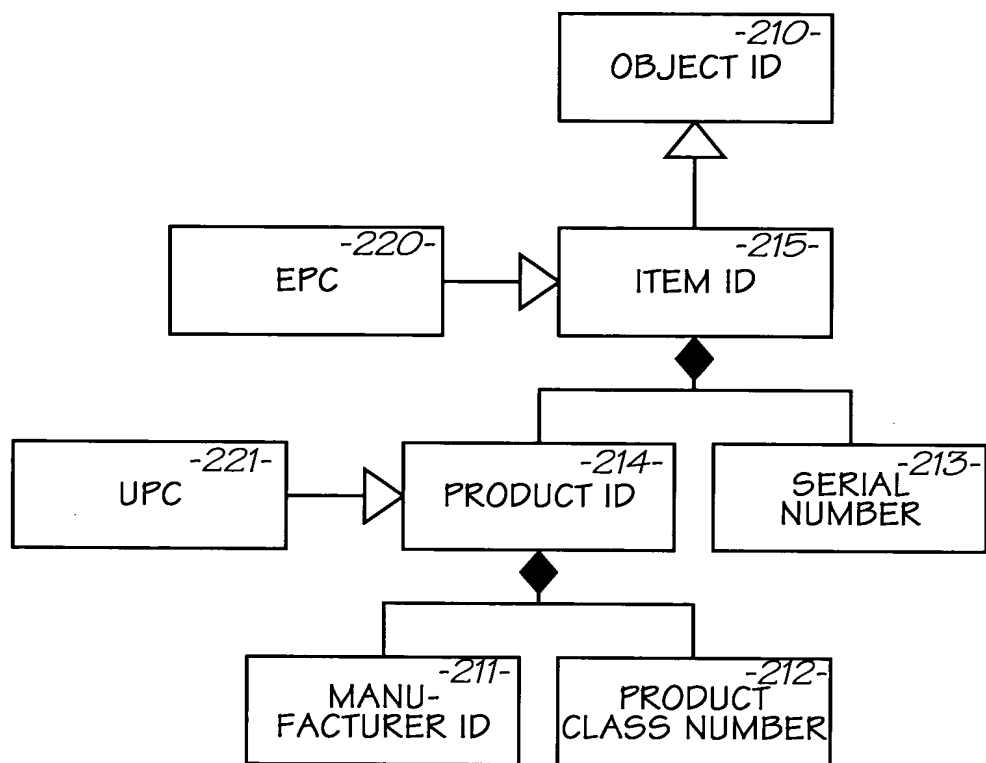 -210-
OBJECT ID
-220-
EPC
-215-
ITEM ID
-221-
UPC
-214-
PRODUCT ID
-213-
SERIAL
NUMBER
-211-
MANU-
FACTURER ID
-212-
PRODUCT
CLASS NUMBER